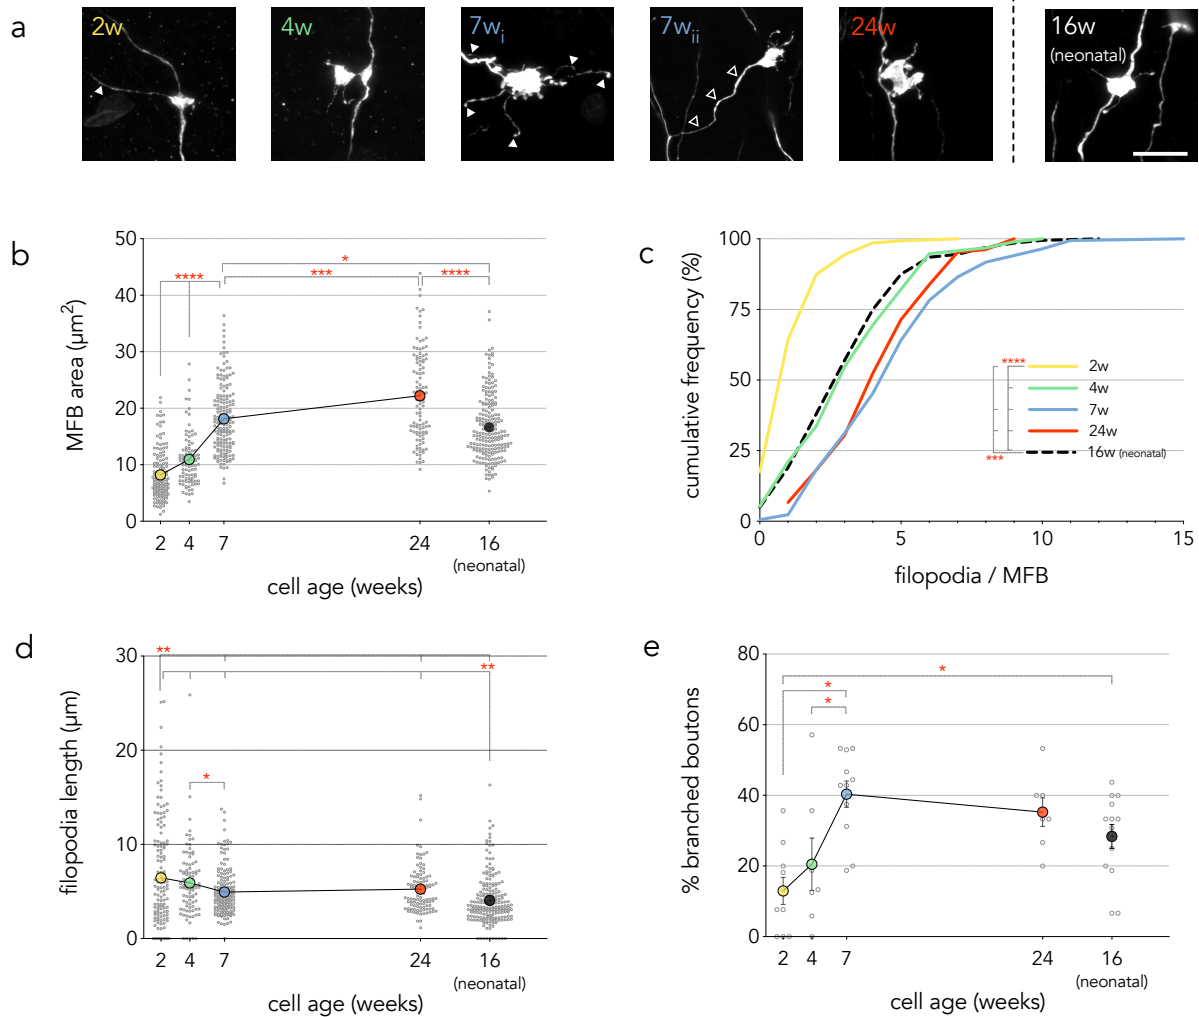 a
2w
4w
7wi
7wii
24w
16w
(neonatal)
b
MFB area (µm2)
50
40
30
20
10
0
****
*
***
****
2
4
7
24
16
(neonatal)
cell age (weeks)
c
cumulative frequency (%)
100
75
50
25
0
0
5
10
15
filopodia / MFB
****
***
2w
4w
7w
24w
16w (neonatal)
d
filopodia length (µm)
30
20
10
0
**
**
*
2
4
7
24
16
(neonatal)
cell age (weeks)
e
% branched boutons
80
60
40
20
0
*
*
*
2
4
7
24
16
(neonatal)
cell age (weeks)